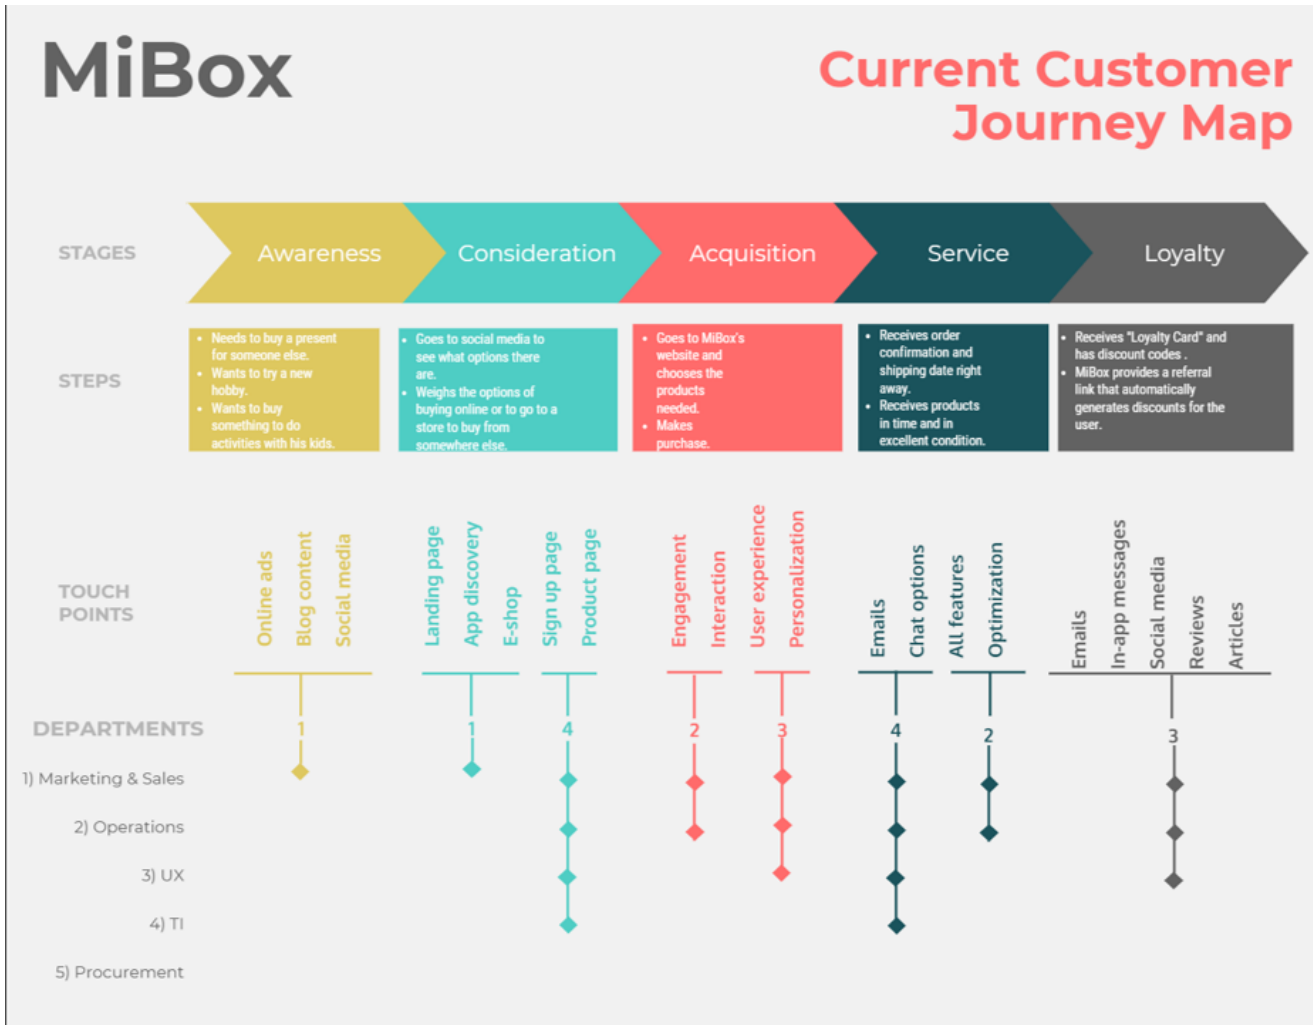 MiBox
Current Customer
Journey Map
STAGES
Awareness
Consideration
Acquisition
Service
Loyalty
STEPS
• Needs to buy a present
for someone else.
• Wants to try a new
hobby.
• Wants to buy
something to do
activities with his kids.
• Goes to social media to
see what options there
are.
• Weighs the options of
buying online or to go to a
store to buy from
somewhere else.
• Goes to MiBox's
website and
chooses the
products
needed.
• Makes
purchase.
• Receives order
confirmation and
shipping date right
away.
• Receives products
in time and in
excellent condition.
• Receives "Loyalty Card" and
has discount codes .
• MiBox provides a referral
link that automatically
generates discounts for the
user.
TOUCH
POINTS
Online ads
Blog content
Social media
Landing page
App discovery
E-shop
Sign up page
Product page
Engagement
Interaction
User experience
Personalization
Emails
Chat options
All features
Optimization
Emails
In-app messages
Social media
Reviews
Articles
DEPARTMENTS
1
1
4
2
3
4
2
3
1) Marketing & Sales
2) Operations
3) UX
4) TI
5) Procurement